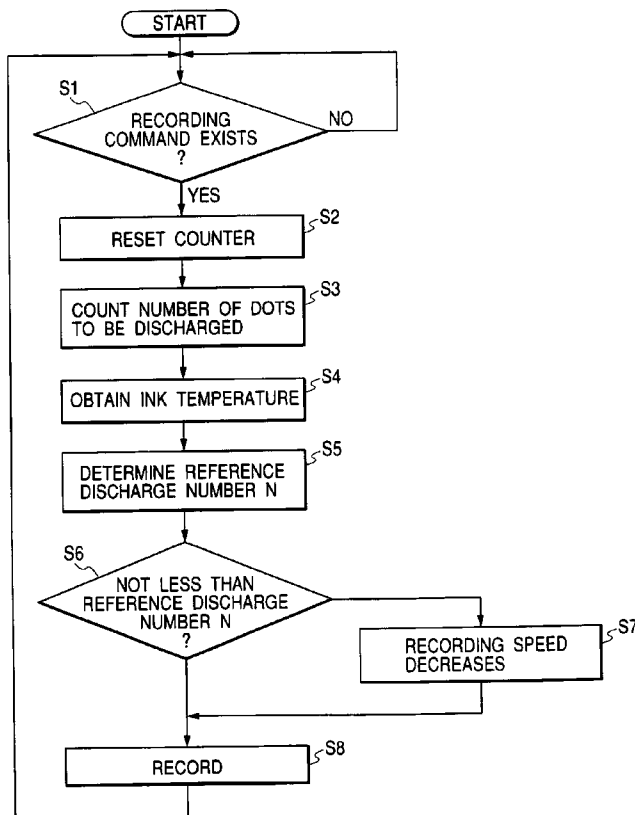 START
S1
RECORDING
COMMAND EXISTS
?
NO
YES
S2
RESET COUNTER
S3
COUNT NUMBER OF DOTS
TO BE DISCHARGED
S4
OBTAIN INK TEMPERATURE
S5
DETERMINE REFERENCE
DISCHARGE NUMBER N
S6
NOT LESS THAN
REFERENCE DISCHARGE
NUMBER N
?
S7
RECORDING SPEED
DECREASES
S8
RECORD